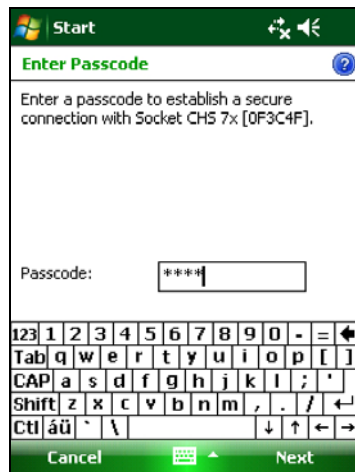 Start
Enter Passcode
Enter a passcode to establish a secure
connection with Socket CHS 7x [0F3C4F].
Passcode: ****
123 1 2 3 4 5 6 7 8 9 0 - =
Tab q w e r t y u i o p [ ]
CAP a s d f g h j k l ; '
Shift z x c v b n m , . /
Ctl áü ` \
Cancel Next